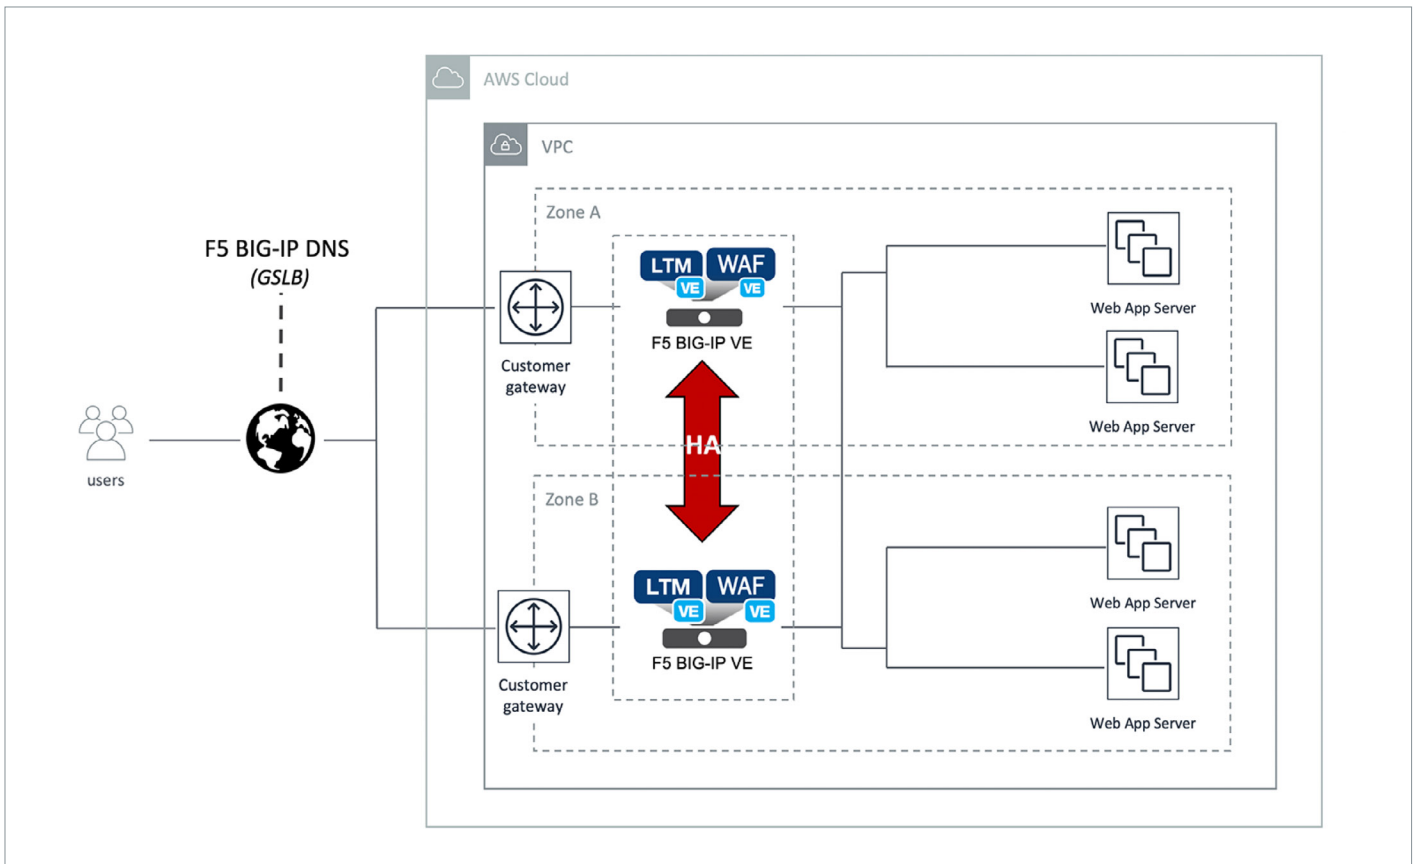 AWS Cloud
VPC
Zone A
F5 BIG-IP DNS
(GSLB)
LTM
WAF
VE
VE
F5 BIG-IP VE
Customer
gateway
Web App Server
Web App Server
HA
users
Zone B
LTM
WAF
VE
VE
F5 BIG-IP VE
Customer
gateway
Web App Server
Web App Server